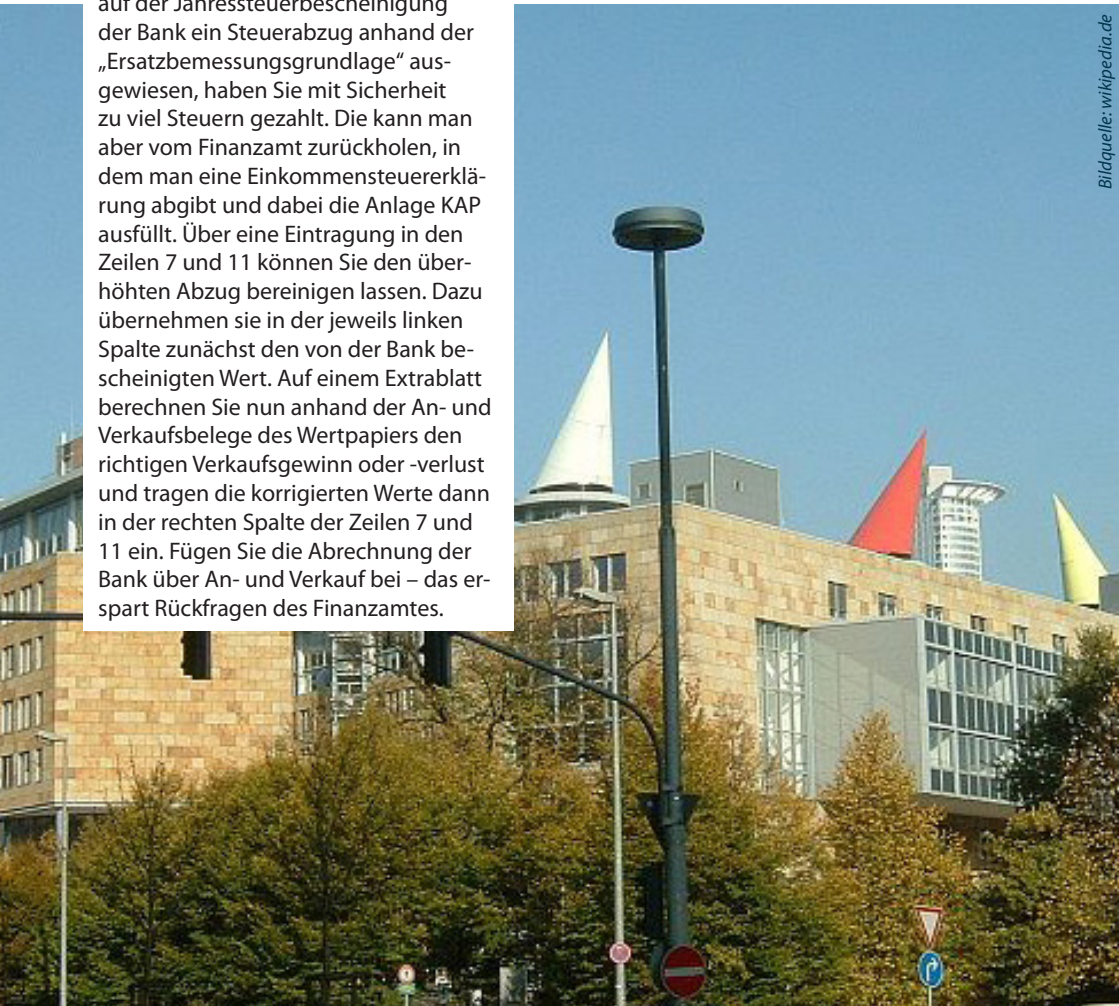 auf der Jahressteuerbescheinigung
der Bank ein Steuerabzug anhand der
„Ersatzbemessungsgrundlage“ aus-
gewiesen, haben Sie mit Sicherheit
zu viel Steuern gezahlt. Die kann man
aber vom Finanzamt zurückholen, in
dem man eine Einkommensteuererklä-
rung abgibt und dabei die Anlage KAP
ausfüllt. Über eine Eintragung in den
Zeilen 7 und 11 können Sie den über-
höhten Abzug bereinigen lassen. Dazu
übernehmen sie in der jeweils linken
Spalte zunächst den von der Bank be-
scheinigten Wert. Auf einem Extrablatt
berechnen Sie nun anhand der An- und
Verkaufsbelege des Wertpapiers den
richtigen Verkaufsgewinn oder -verlust
und tragen die korrigierten Werte dann
in der rechten Spalte der Zeilen 7 und
11 ein. Fügen Sie die Abrechnung der
Bank über An- und Verkauf bei – das er-
spart Rückfragen des Finanzamtes.
Bildquelle: wikipedia.de